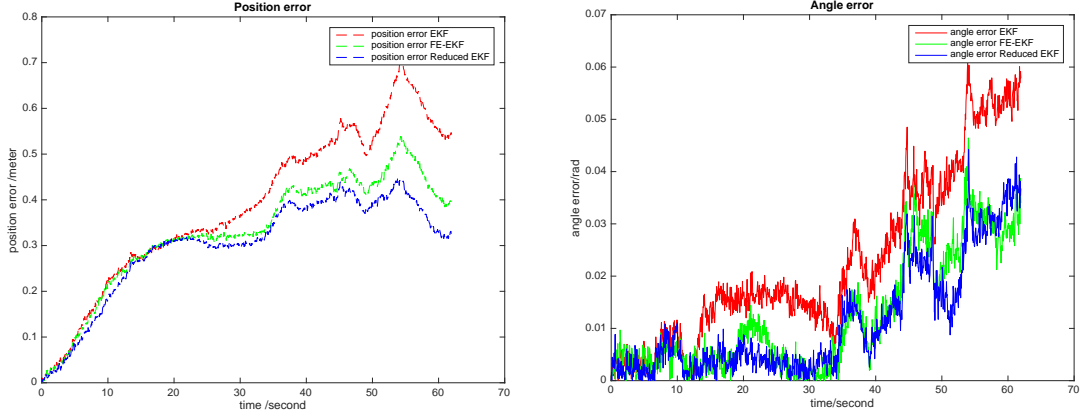 Position error
position error EKF
position error FE-EKF
position error Reduced EKF
position error /meter
0.8
0.7
0.6
0.5
0.4
0.3
0.2
0.1
0
0 10 20 30 40 50 60 70
time /second
Angle error
angle error EKF
angle error FE-EKF
angle error Reduced EKF
angle error/rad
0.07
0.06
0.05
0.04
0.03
0.02
0.01
0
0 10 20 30 40 50 60 70
time/second